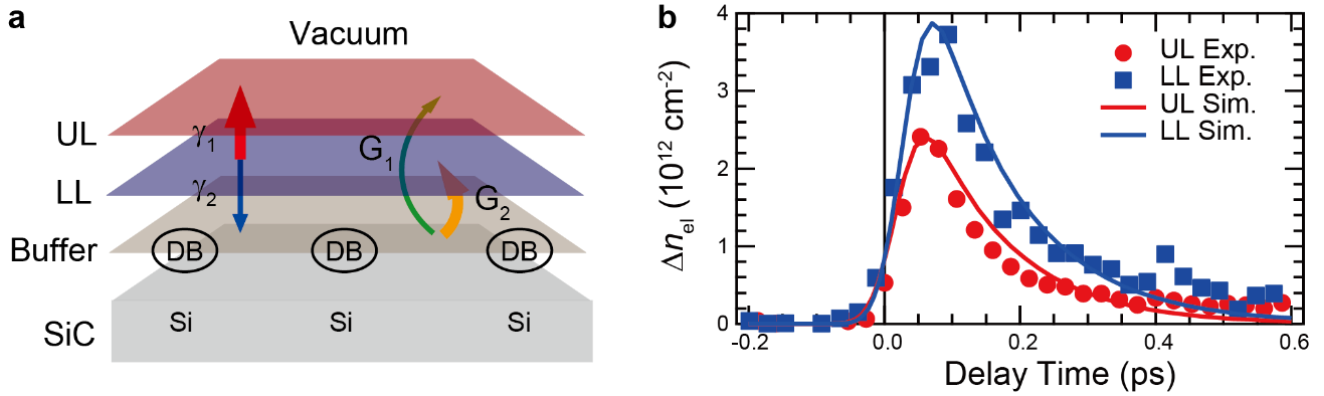 a
Vacuum
UL
γ1
LL
γ2
G1
G2
Buffer
DB DB DB
SiC
Si Si Si
b
Δnel (10¹² cm⁻²)
4
3
2
1
0
UL Exp.
LL Exp.
UL Sim.
LL Sim.
-0.2 0.0 0.2 0.4 0.6
Delay Time (ps)